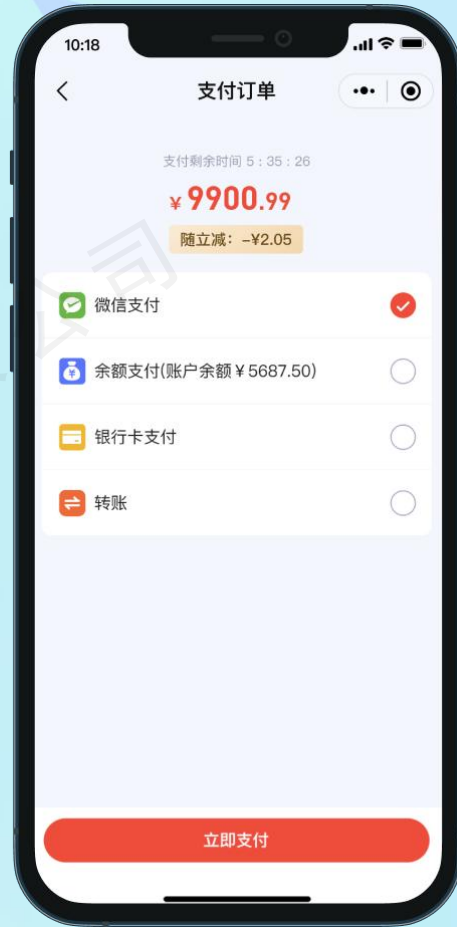 10:18
支付订单
支付剩余时间 5：35：26
¥ 9900.99
随立减：-¥2.05
微信支付
余额支付(账户余额¥5687.50)
银行卡支付
转账
立即支付
公司